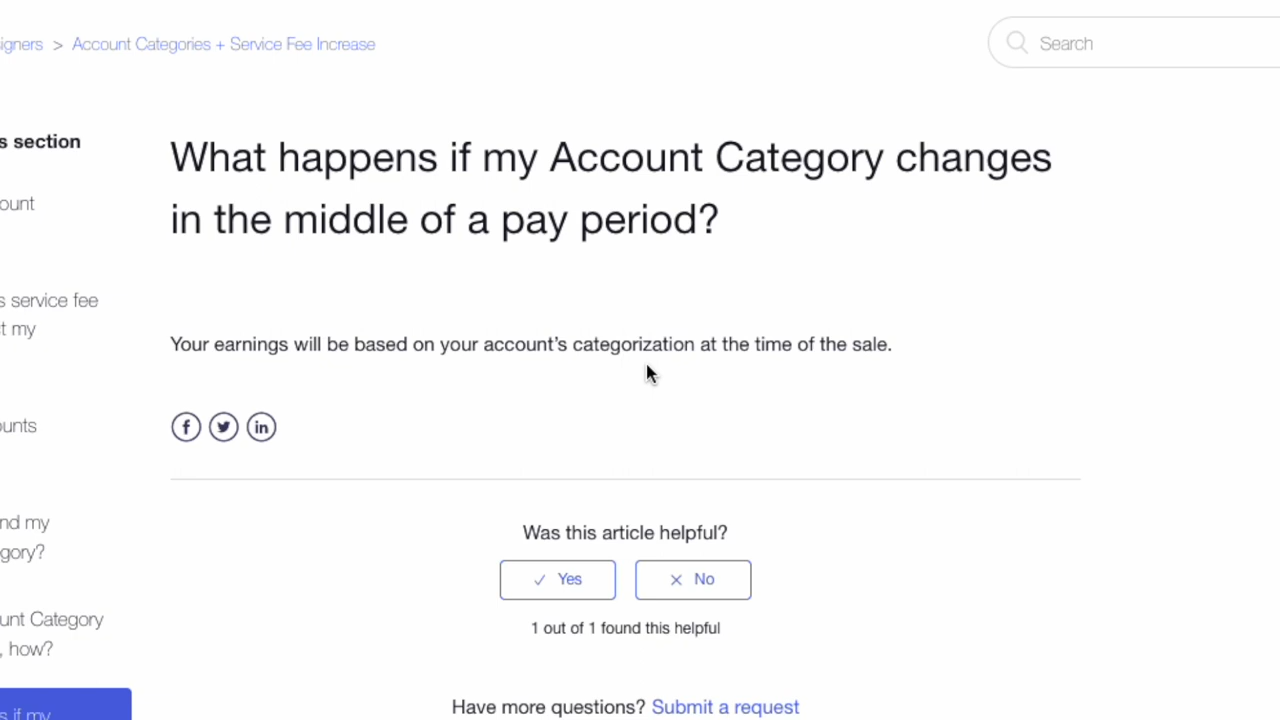 igners > Account Categories + Service Fee Increase
Search
s section
ount
s service fee
t my
ounts
nd my
gory?
unt Category
, how?
s if my
What happens if my Account Category changes
in the middle of a pay period?
Your earnings will be based on your account’s categorization at the time of the sale.
Was this article helpful?
Yes
No
1 out of 1 found this helpful
Have more questions? Submit a request